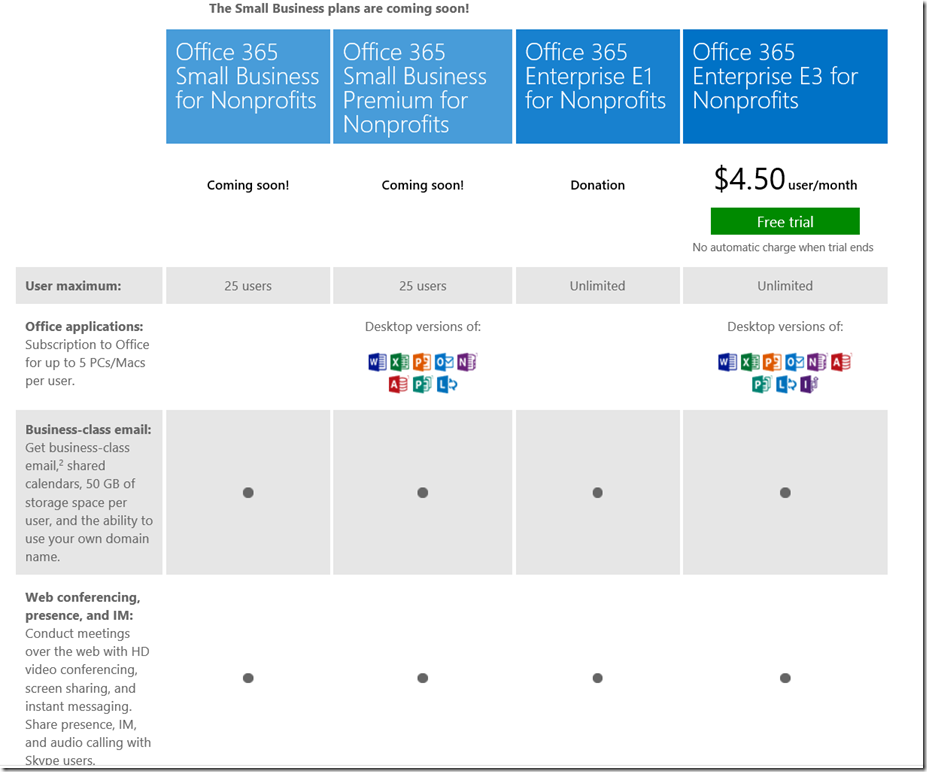 The Small Business plans are coming soon!
Office 365
Small Business
for Nonprofits
Office 365
Small Business
Premium for
Nonprofits
Office 365
Enterprise E1
for Nonprofits
Office 365
Enterprise E3 for
Nonprofits
Coming soon!
Coming soon!
Donation
$4.50 user/month
Free trial
No automatic charge when trial ends
User maximum:
25 users
25 users
Unlimited
Unlimited
Office applications:
Subscription to Office
for up to 5 PCs/Macs
per user.
Desktop versions of:
Desktop versions of:
Business-class email:
Get business-class
email,² shared
calendars, 50 GB of
storage space per
user, and the ability to
use your own domain
name.
Web conferencing,
presence, and IM:
Conduct meetings
over the web with HD
video conferencing,
screen sharing, and
instant messaging.
Share presence, IM,
and audio calling with
Skype users.